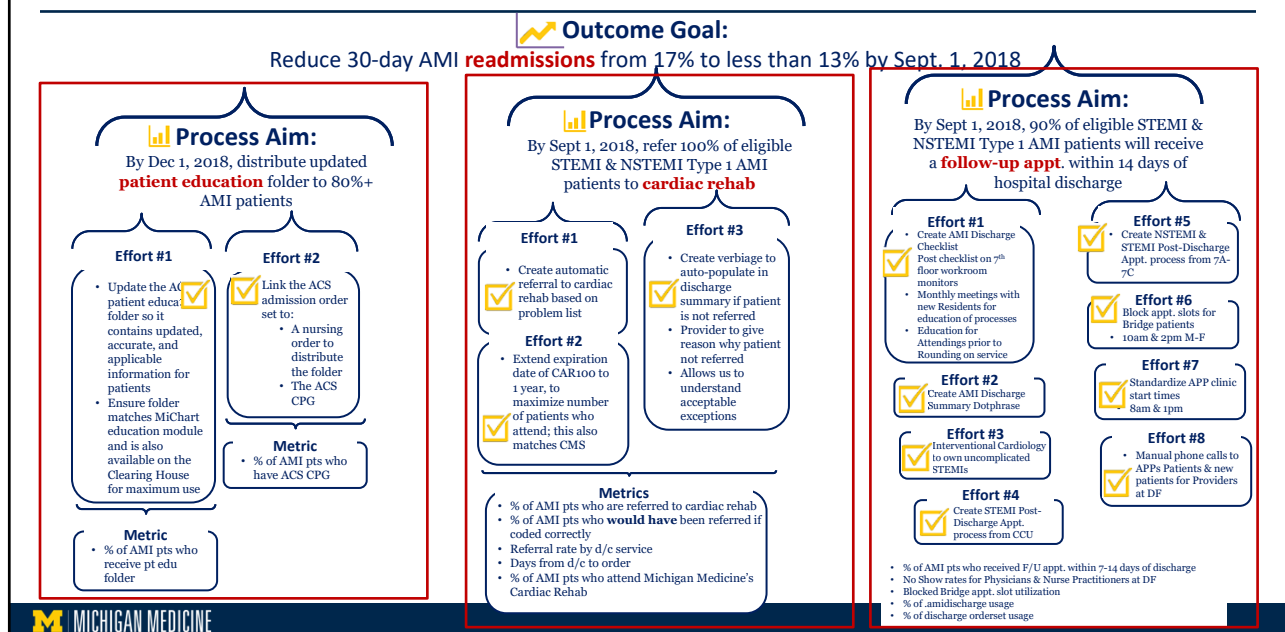 Outcome Goal:
Reduce 30-day AMI readmissions from 17% to less than 13% by Sept. 1, 2018
Process Aim:
By Dec 1, 2018, distribute updated
patient education folder to 80%+
AMI patients
Effort #1
• Update the
patient
folder so it
contains updated,
accurate, and
applicable
information for
patients
• Ensure folder
matches MiChart
education module
and is also
available on the
Clearing House
for maximum use
Metric
• % of AMI pts who
receive pt edu
folder
Effort #2
Link the ACS
admission order
set to:
• A nursing
order to
distribute
the folder
• The ACS
CPG
Metric
• % of AMI pts who
have ACS CPG
Process Aim:
By Sept 1, 2018, refer 100% of eligible
STEMI & NSTEMI Type 1 AMI
patients to cardiac rehab
Effort #1
• Create automatic
referral to cardiac
rehab based on
problem list
Effort #2
• Extend expiration
date of CAR100 to
1 year, to
maximize number
of patients who
attend; this also
matches CMS
Effort #3
• Create verbiage to
auto-populate in
discharge
summary if patient
is not referred
• Provider to give
reason why patient
not referred
• Allows us to
understand
acceptable
exceptions
Metrics
• % of AMI pts who are referred to cardiac rehab
• % of AMI pts who would have been referred if
coded correctly
• Referral rate by d/c service
• Days from d/c to order
• % of AMI pts who attend Michigan Medicine's
Cardiac Rehab
Process Aim:
By Sept 1, 2018, 90% of eligible STEMI &
NSTEMI Type 1 AMI patients will receive
a follow-up appt. within 14 days of
hospital discharge
Effort #1
• Create AMI Discharge
Checklist
Post checklist on 7th
floor workroom
monitors
• Monthly meetings with
new Residents for
education of processes
• Education for
Attendings prior to
Rounding on service
Effort #2
Create AMI Discharge
Summary Dotphrase
Effort #3
Interventional Cardiology
to own uncomplicated
STEMIs
Effort #4
Create STEMI Post-
Discharge Appt.
process from CCU
Effort #5
• Create NSTEMI &
STEMI Post-Discharge
Appt. process from 7A-
7C
Effort #6
Block appt. slots for
Bridge patients
• 10am & 2pm M-F
Effort #7
Standardize APP clinic
start times
8am & 1pm
Effort #8
• Manual phone calls to
APPs Patients & new
patients for Providers
at DF
• % of AMI pts who received F/U appt. within 7-14 days of discharge
• No Show rates for Physicians & Nurse Practitioners at DF
• Blocked Bridge appt. slot utilization
• % of .amidischarge usage
• % of discharge orderset usage
M | MICHIGAN MEDICINE